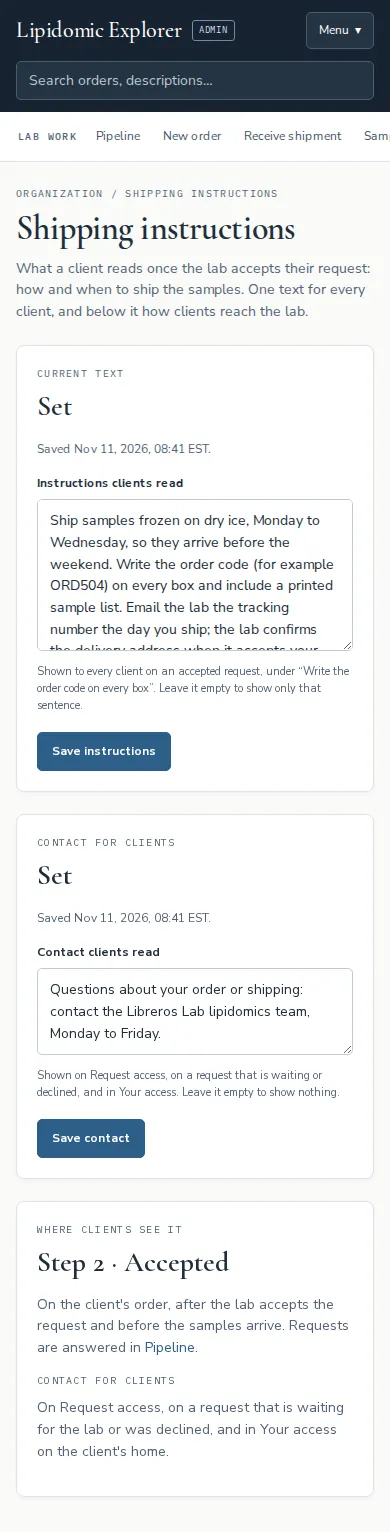 Lipidomic Explorer ADMIN Menu ▾
Search orders, descriptions...
LAB WORK Pipeline New order Receive shipment Sam
ORGANIZATION / SHIPPING INSTRUCTIONS
Shipping instructions
What a client reads once the lab accepts their request:
how and when to ship the samples. One text for every
client, and below it how clients reach the lab.
CURRENT TEXT
Set
Saved Nov 11, 2026, 08:41 EST.
Instructions clients read
Ship samples frozen on dry ice, Monday to
Wednesday, so they arrive before the
weekend. Write the order code (for example
ORD504) on every box and include a printed
sample list. Email the lab the tracking
number the day you ship; the lab confirms
the delivery address when it accepts your
Shown to every client on an accepted request, under “Write the
order code on every box”. Leave it empty to show only that
sentence.
Save instructions
CONTACT FOR CLIENTS
Set
Saved Nov 11, 2026, 08:41 EST.
Contact clients read
Questions about your order or shipping:
contact the Libreros Lab lipidomics team,
Monday to Friday.
Shown on Request access, on a request that is waiting or
declined, and in Your access. Leave it empty to show nothing.
Save contact
WHERE CLIENTS SEE IT
Step 2 · Accepted
On the client's order, after the lab accepts the
request and before the samples arrive. Requests
are answered in Pipeline.
CONTACT FOR CLIENTS
On Request access, on a request that is waiting
for the lab or was declined, and in Your access
on the client's home.